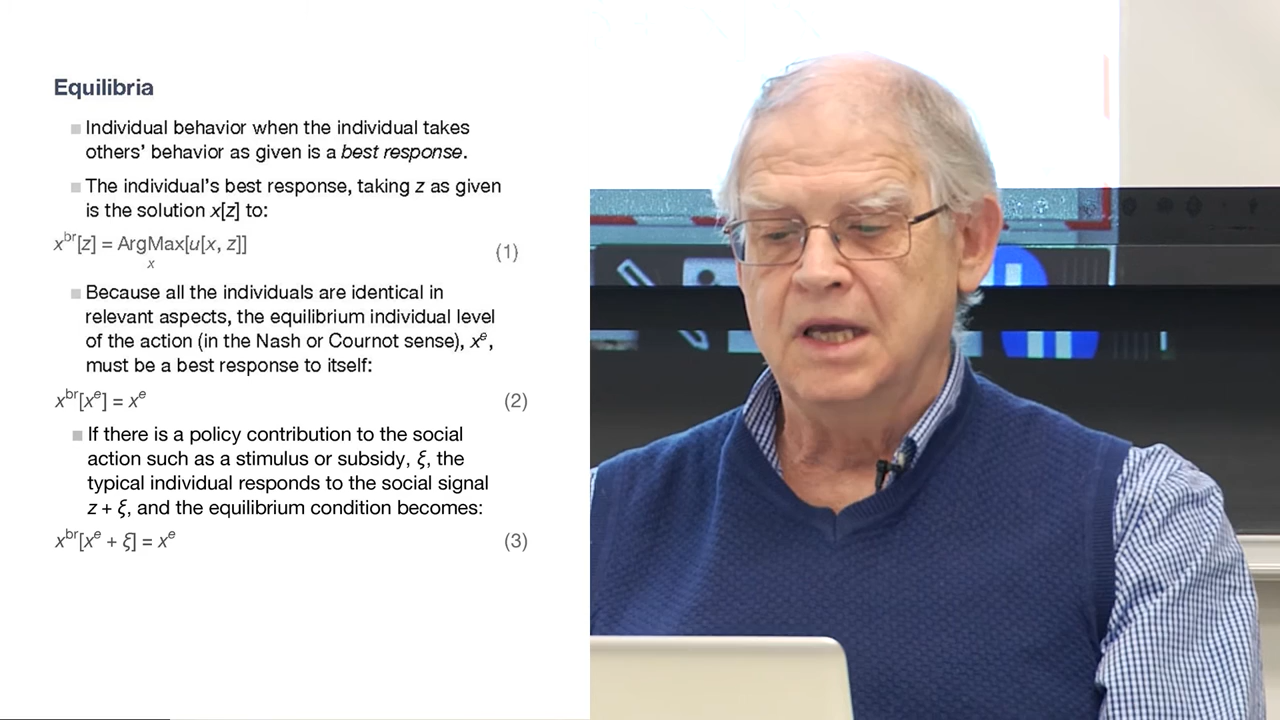 Equilibria
Individual behavior when the individual takes
others' behavior as given is a best response.
The individual's best response, taking z as given
is the solution x[z] to:
x^br[z] = ArgMax[u[x, z]] (1)
x
Because all the individuals are identical in
relevant aspects, the equilibrium individual level
of the action (in the Nash or Cournot sense), x^e,
must be a best response to itself:
x^br[x^e] = x^e (2)
If there is a policy contribution to the social
action such as a stimulus or subsidy, ξ, the
typical individual responds to the social signal
z + ξ, and the equilibrium condition becomes:
x^br[x^e + ξ] = x^e (3)